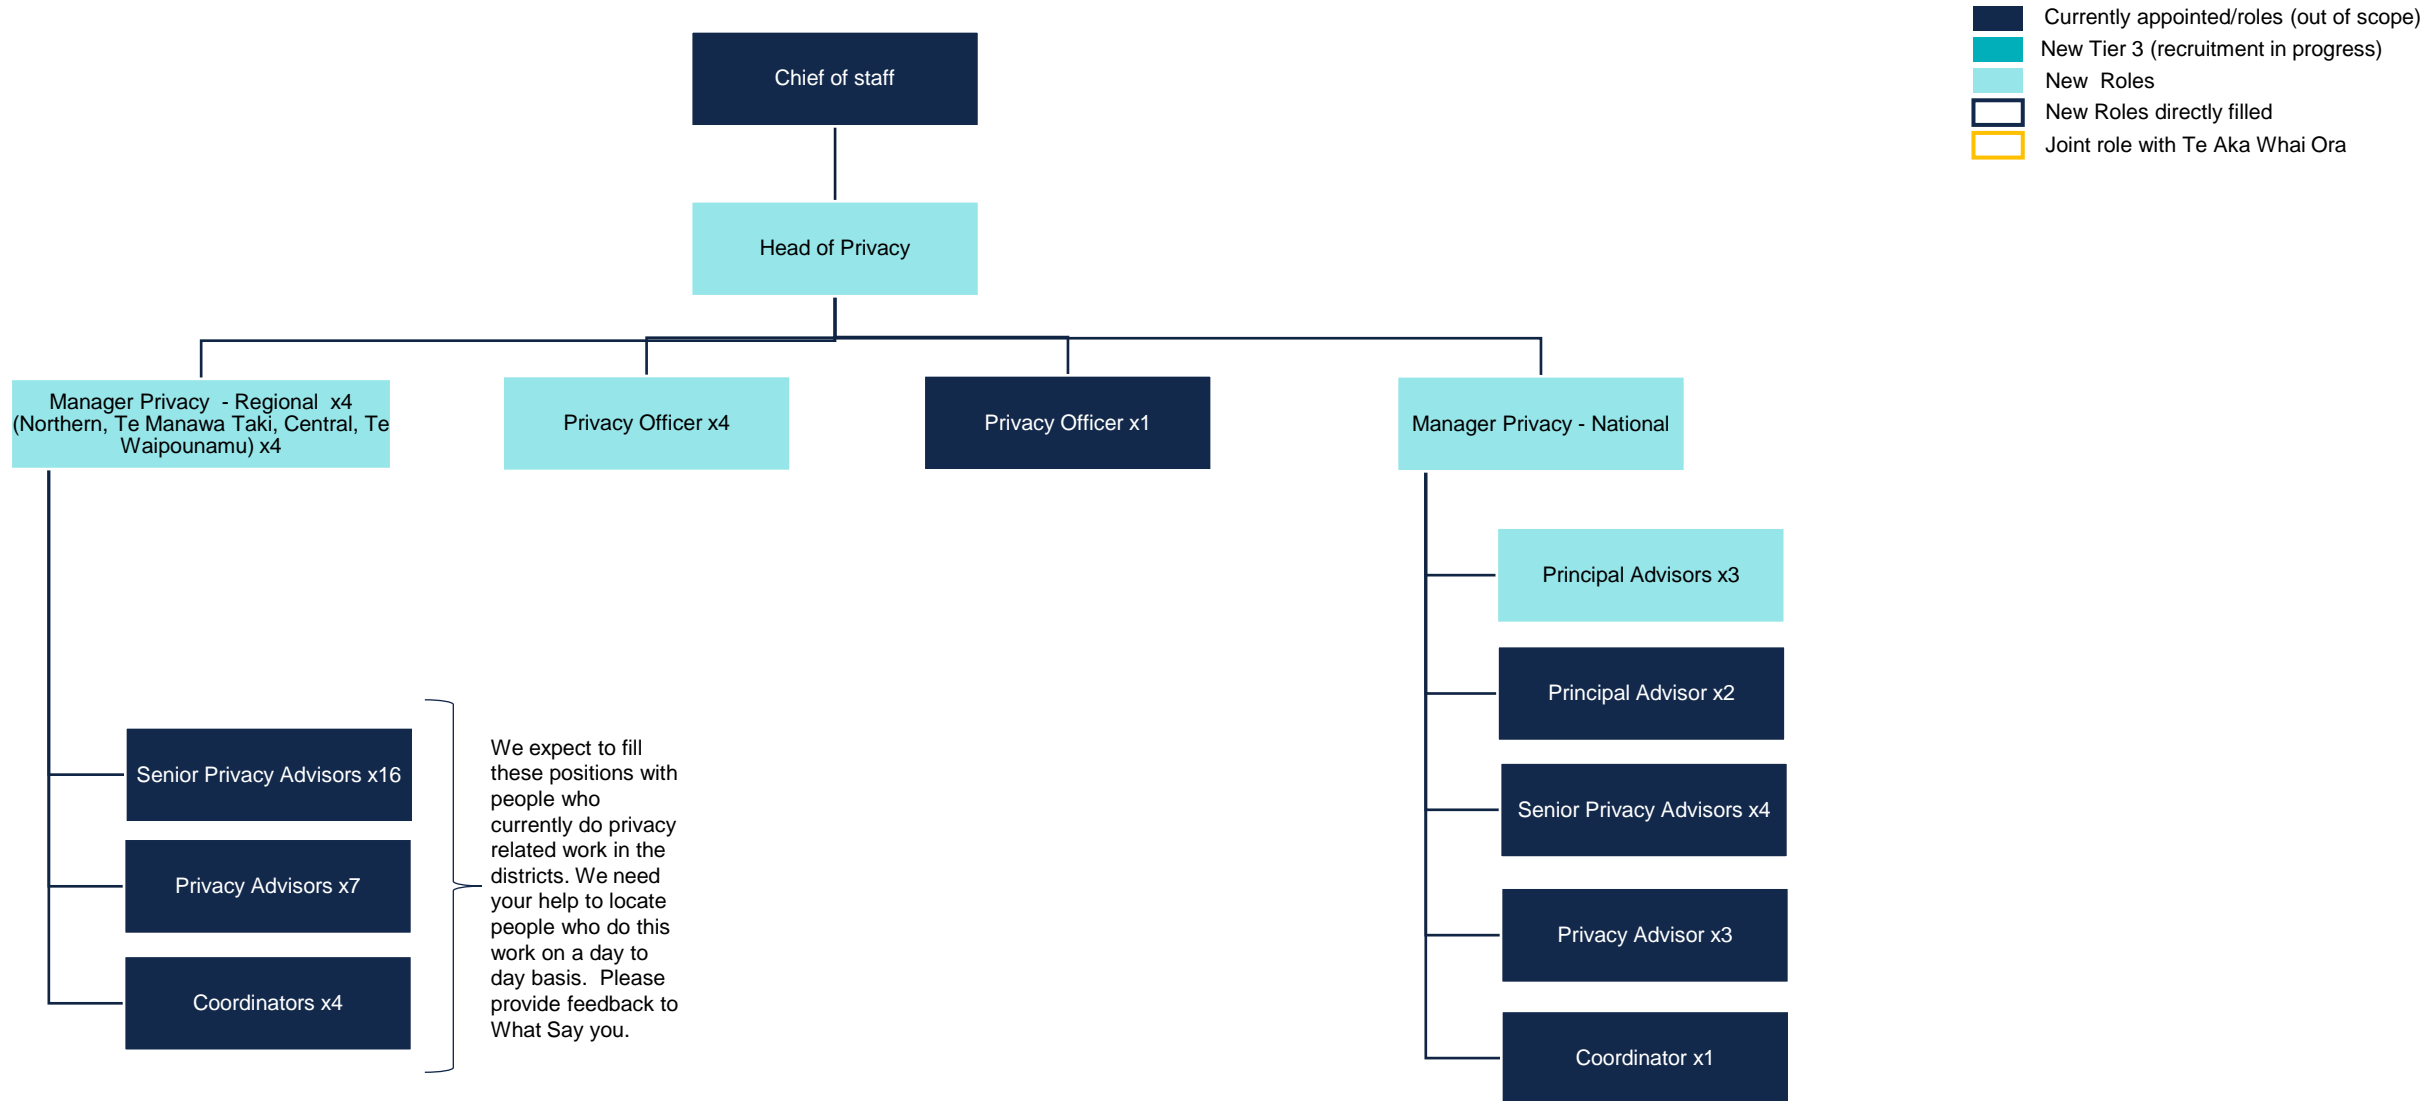 Currently appointed/roles (out of scope)
New Tier 3 (recruitment in progress)
New Roles
New Roles directly filled
Joint role with Te Aka Whai Ora
Chief of staff
Head of Privacy
Manager Privacy - Regional x4
(Northern, Te Manawa Taki, Central, Te
Waipounamu) x4
Privacy Officer x4
Privacy Officer x1
Manager Privacy - National
Senior Privacy Advisors x16
Privacy Advisors x7
Coordinators x4
We expect to fill
these positions with
people who
currently do privacy
related work in the
districts. We need
your help to locate
people who do this
work on a day to
day basis. Please
provide feedback to
What Say you.
Principal Advisors x3
Principal Advisor x2
Senior Privacy Advisors x4
Privacy Advisor x3
Coordinator x1